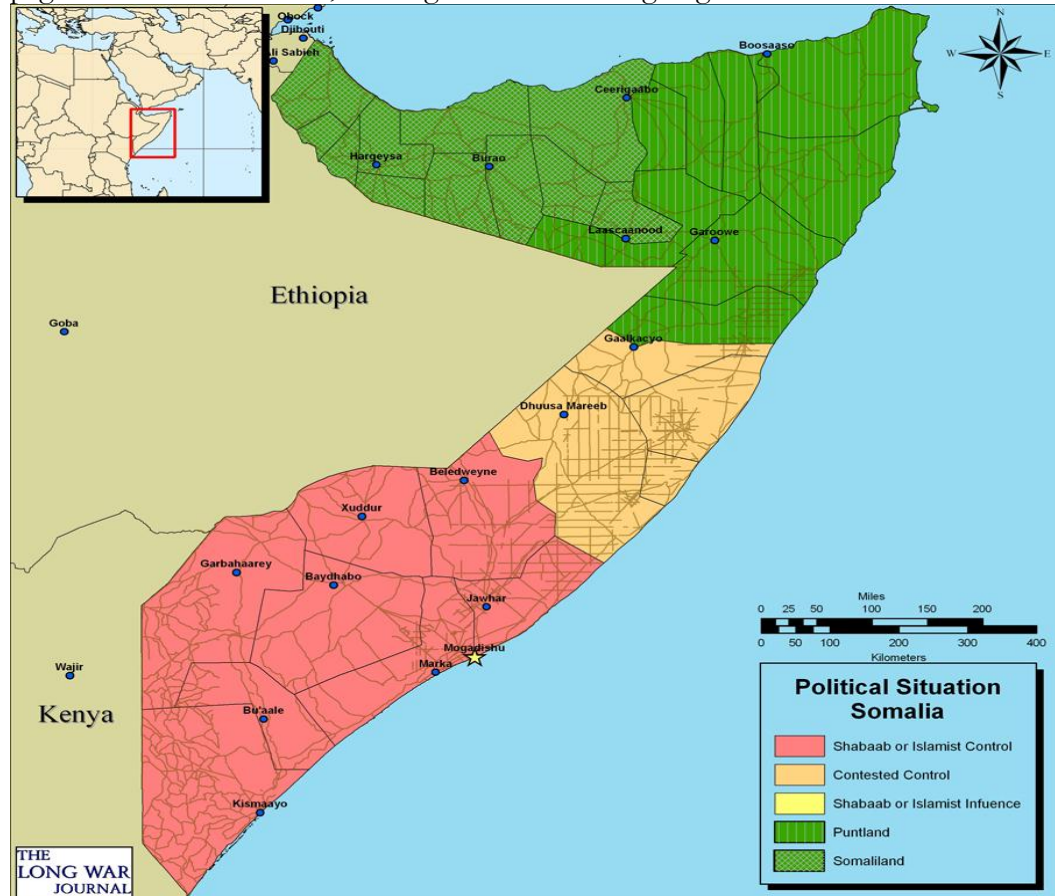 Obock
Djibouti
Ali Sabieh
Boosaaso
N
W
E
S
Ceerigaabo
Hargeysa
Burao
Laascaanood
Garoowe
Ethiopia
Goba
Gaalkacyo
Dhuusa Mareeb
Beledweyne
Xuddur
Garbahaarey
Baydhabo
Jawhar
Mogadishu
Marka
Wajir
Kenya
Bu'aale
Kismaayo
Miles
0 25 50 100 150 200
0 50 100 200 300 400
Kilometers
Political Situation
Somalia
Shabaab or Islamist Control
Contested Control
Shabaab or Islamist Infuence
Puntland
Somaliland
THE
LONG WAR
JOURNAL